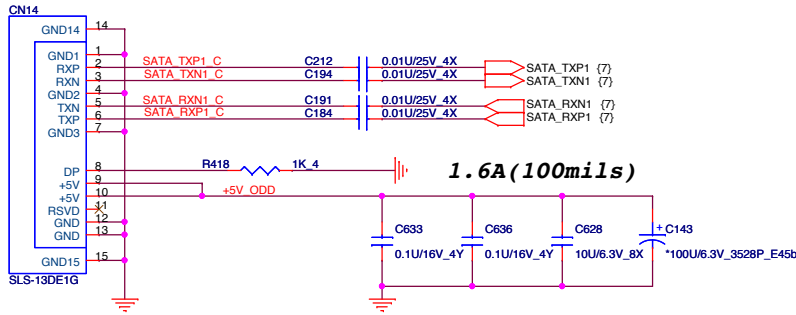 CN14
GND14 14
GND1 1
RXP 2 SATA_TXP1_C C212 0.01U/25V_4X SATA_TXP1 {7}
RXN 3 SATA_TXN1_C C194 0.01U/25V_4X SATA_TXN1 {7}
GND2 4
TXN 5 SATA_RXN1_C C191 0.01U/25V_4X SATA_RXN1 {7}
TXP 6 SATA_RXP1_C C184 0.01U/25V_4X SATA_RXP1 {7}
GND3 7
DP 8 R418 1K_4
1.6A(100mils)
+5V 9
+5V 10 +5V_ODD
RSVD 11
GND 12
GND 13
C633 C636 C628 + C143
0.1U/16V_4Y 0.1U/16V_4Y 10U/6.3V_8X *100U/6.3V_3528P_E45b
GND15 15
SLS-13DE1G